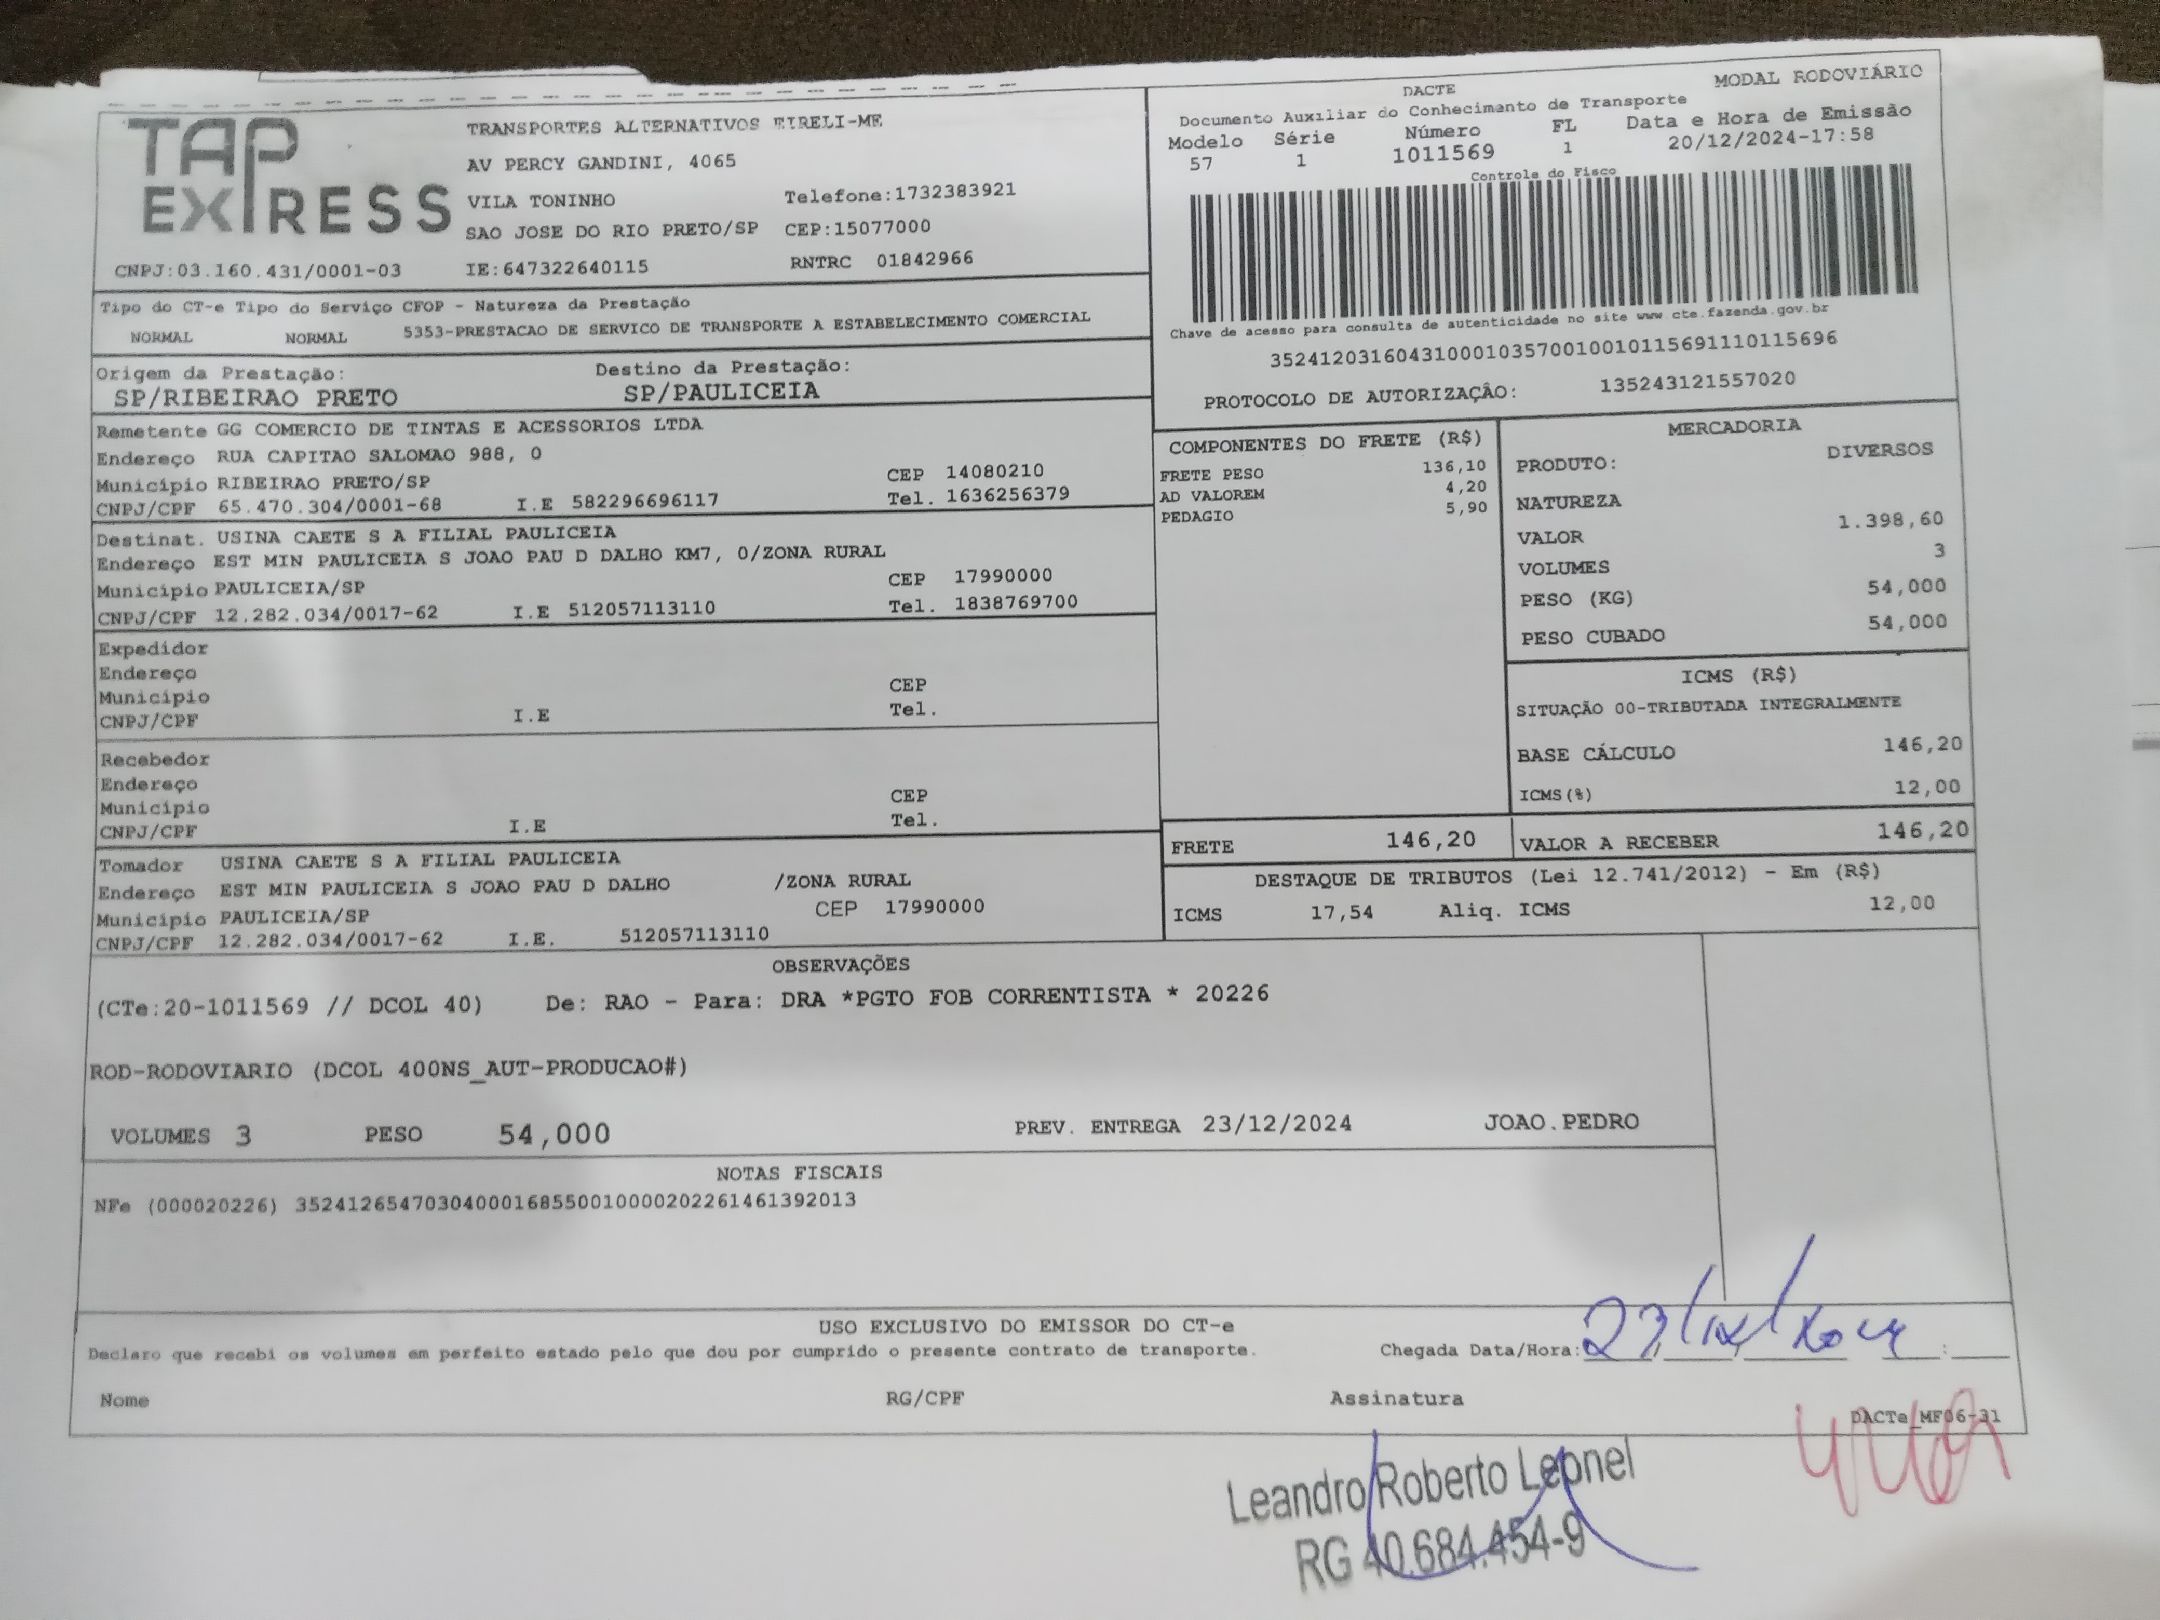 TAP EXPRESS
TRANSPORTES ALTERNATIVOS EIRELI-ME
AV PERCY GANDINI, 4065
VILA TONINHO Telefone:1732383921
SAO JOSE DO RIO PRETO/SP CEP:15077000
CNPJ:03.160.431/0001-03 IE:647322640115 RNTRC 01842966
DACTE MODAL RODOVIÁRIO
Documento Auxiliar do Conhecimento de Transporte
Modelo Série Número FL Data e Hora de Emissão
57 1 1011569 1 20/12/2024-17:58
Controle do Fisco
Chave de acesso para consulta de autenticidade no site www.cte.fazenda.gov.br
35241203160431000103570010010115691110115696
PROTOCOLO DE AUTORIZAÇÃO: 135243121557020
Tipo do CT-e Tipo do Serviço CFOP - Natureza da Prestação
NORMAL NORMAL 5353-PRESTACAO DE SERVICO DE TRANSPORTE A ESTABELECIMENTO COMERCIAL
Origem da Prestação: Destino da Prestação:
SP/RIBEIRAO PRETO SP/PAULICEIA
Remetente GG COMERCIO DE TINTAS E ACESSORIOS LTDA
Endereço RUA CAPITAO SALOMAO 988, 0
Município RIBEIRAO PRETO/SP CEP 14080210
CNPJ/CPF 65.470.304/0001-68 I.E 582296696117 Tel. 1636256379
Destinat. USINA CAETE S A FILIAL PAULICEIA
Endereço EST MIN PAULICEIA S JOAO PAU D DALHO KM7, 0/ZONA RURAL
Município PAULICEIA/SP CEP 17990000
CNPJ/CPF 12.282.034/0017-62 I.E 512057113110 Tel. 1838769700
Expedidor
Endereço
Município CEP
CNPJ/CPF I.E Tel.
Recebedor
Endereço
Município CEP
CNPJ/CPF I.E Tel.
Tomador USINA CAETE S A FILIAL PAULICEIA
Endereço EST MIN PAULICEIA S JOAO PAU D DALHO /ZONA RURAL
Município PAULICEIA/SP CEP 17990000
CNPJ/CPF 12.282.034/0017-62 I.E. 512057113110
COMPONENTES DO FRETE (R$)
FRETE PESO 136,10
AD VALOREM 4,20
PEDAGIO 5,90
MERCADORIA
PRODUTO: DIVERSOS
NATUREZA
VALOR 1.398,60
VOLUMES 3
PESO (KG) 54,000
PESO CUBADO 54,000
ICMS (R$)
SITUAÇÃO 00-TRIBUTADA INTEGRALMENTE
BASE CÁLCULO 146,20
ICMS(%) 12,00
FRETE 146,20 VALOR A RECEBER 146,20
DESTAQUE DE TRIBUTOS (Lei 12.741/2012) - Em (R$)
ICMS 17,54 Aliq. ICMS 12,00
OBSERVAÇÕES
(CTe:20-1011569 // DCOL 40) De: RAO - Para: DRA *PGTO FOB CORRENTISTA * 20226
ROD-RODOVIARIO (DCOL 400NS_AUT-PRODUCAO#)
VOLUMES 3 PESO 54,000 PREV. ENTREGA 23/12/2024 JOAO.PEDRO
NOTAS FISCAIS
NFe (000020226) 35241265470304000168550010000202261461392013
USO EXCLUSIVO DO EMISSOR DO CT-e
Declaro que recebi os volumes em perfeito estado pelo que dou por cumprido o presente contrato de transporte. Chegada Data/Hora: 23/12/2024 :
Nome RG/CPF Assinatura
DACTe_MF06-31
Leandro Roberto Leonel
RG 40.684.454-9